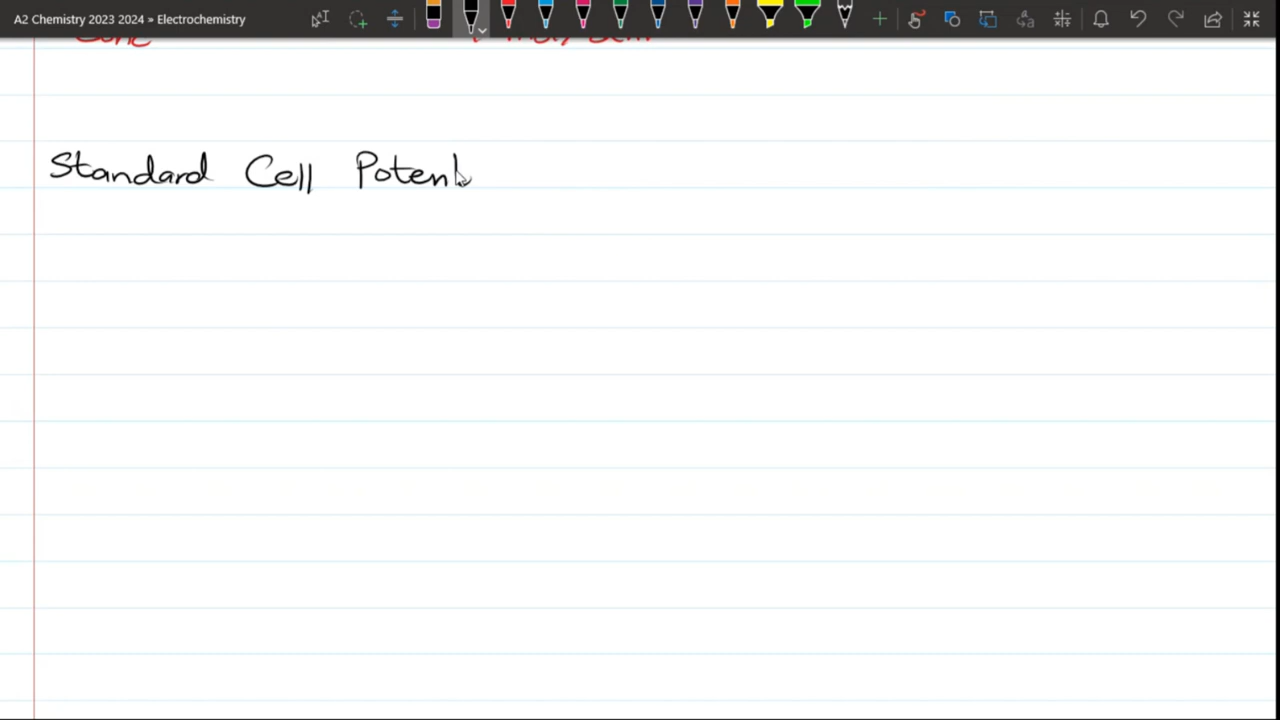 A2 Chemistry 2023 2024 » Electrochemistry
Standard Cell Potent